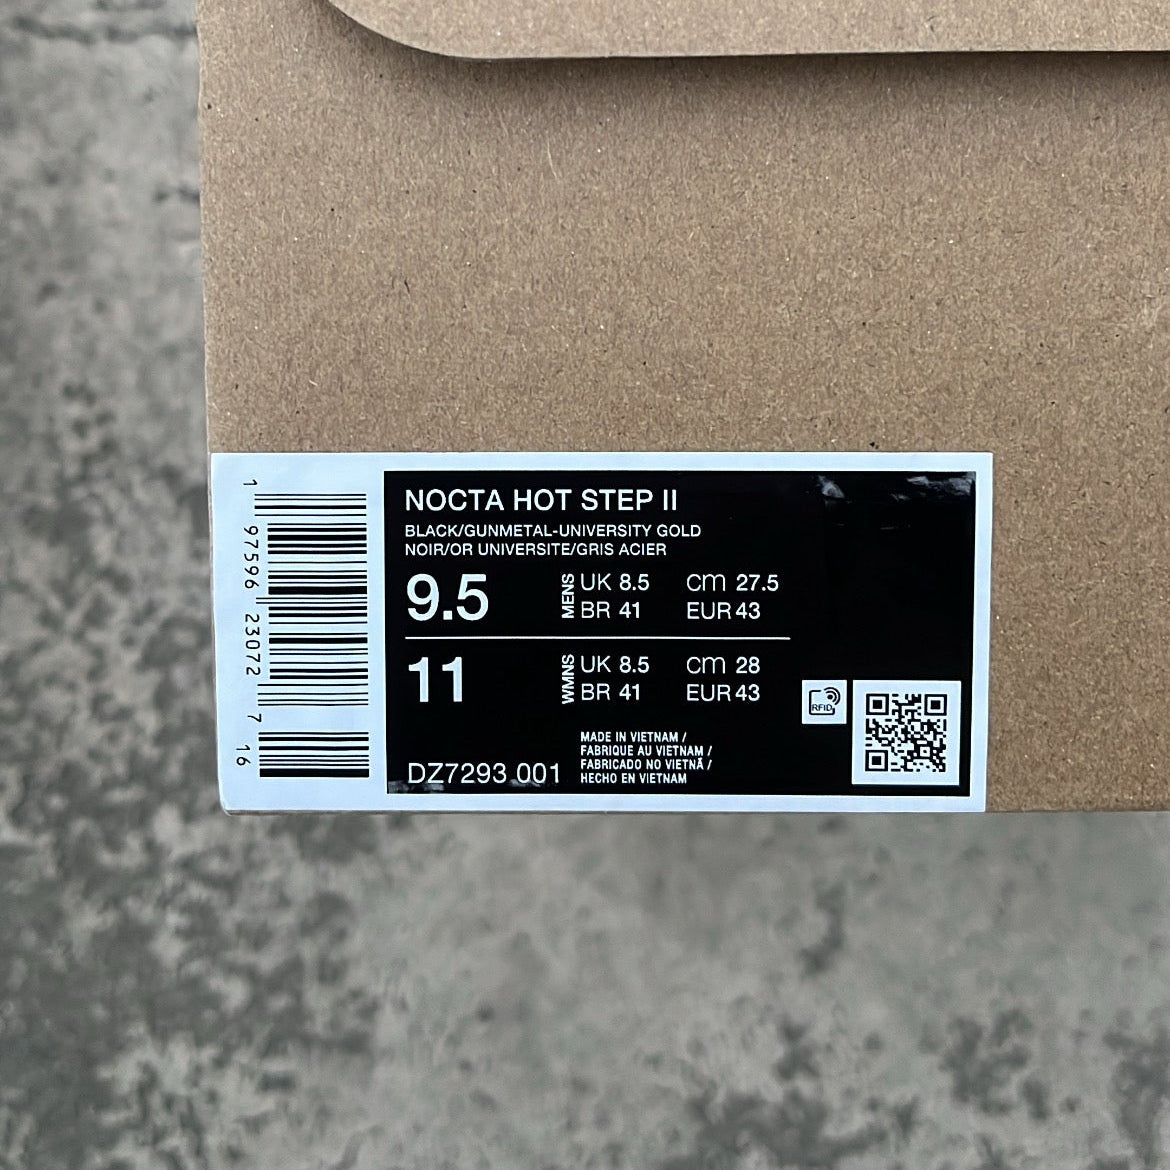 1 97596 23072 7 16
NOCTA HOT STEP II
BLACK/GUNMETAL-UNIVERSITY GOLD
NOIR/OR UNIVERSITE/GRIS ACIER
9.5
MENS
UK 8.5 CM 27.5
BR 41 EUR 43
11
WMNS
UK 8.5 CM 28
BR 41 EUR 43
RFID
MADE IN VIETNAM /
FABRIQUE AU VIETNAM /
FABRICADO NO VIETNÃ /
HECHO EN VIETNAM
DZ7293 001